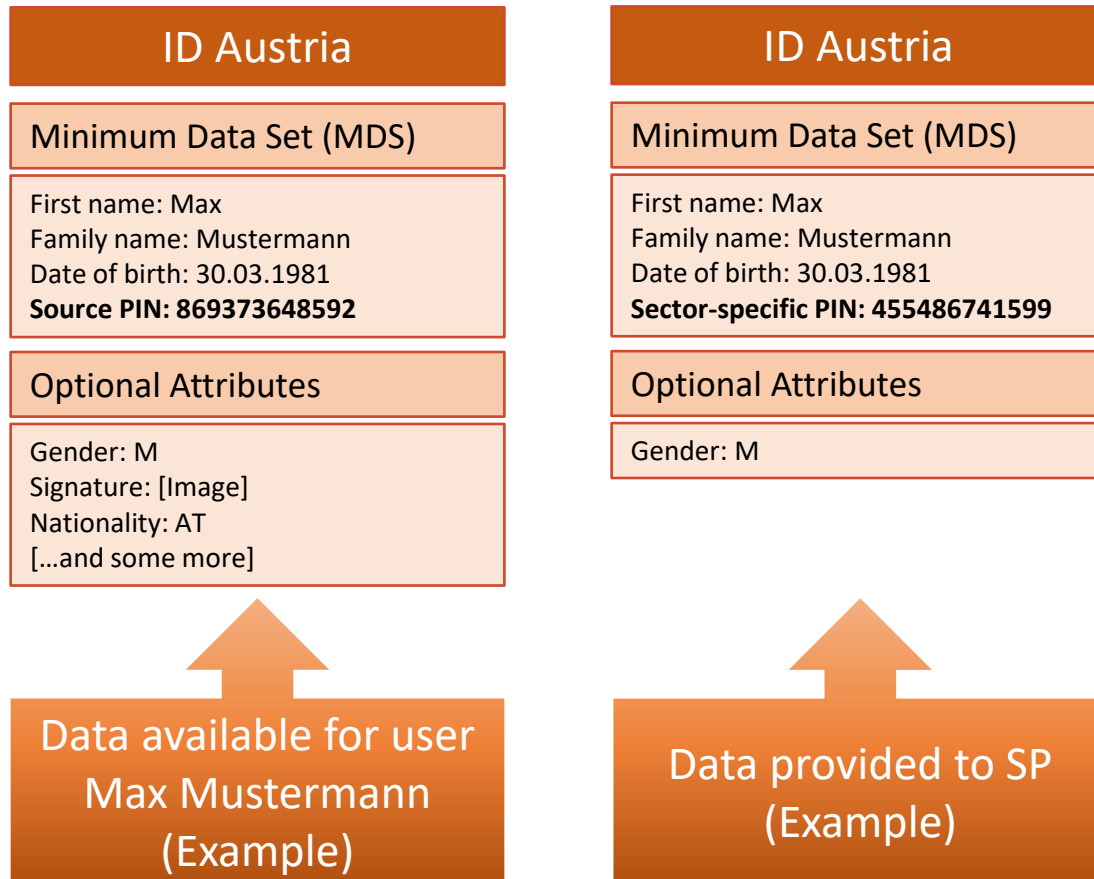 ID Austria
Minimum Data Set (MDS)
First name: Max
Family name: Mustermann
Date of birth: 30.03.1981
Source PIN: 869373648592
Optional Attributes
Gender: M
Signature: [Image]
Nationality: AT
[…and some more]
Data available for user
Max Mustermann
(Example)
ID Austria
Minimum Data Set (MDS)
First name: Max
Family name: Mustermann
Date of birth: 30.03.1981
Sector-specific PIN: 455486741599
Optional Attributes
Gender: M
Data provided to SP
(Example)